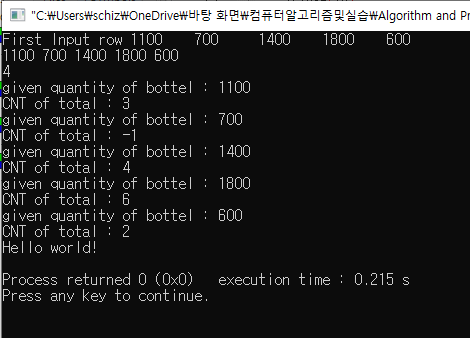 "C:₩Users₩schiz₩OneDrive₩바탕 화면₩컴퓨터알고리즘및실습₩Algorithm and Pr
First Input row 1100 700 1400 1800 600
1100 700 1400 1800 600
4
given quantity of bottel : 1100
CNT of total : 3
given quantity of bottel : 700
CNT of total : -1
given quantity of bottel : 1400
CNT of total : 4
given quantity of bottel : 1800
CNT of total : 6
given quantity of bottel : 600
CNT of total : 2
Hello world!
Process returned 0 (0x0) execution time : 0.215 s
Press any key to continue.